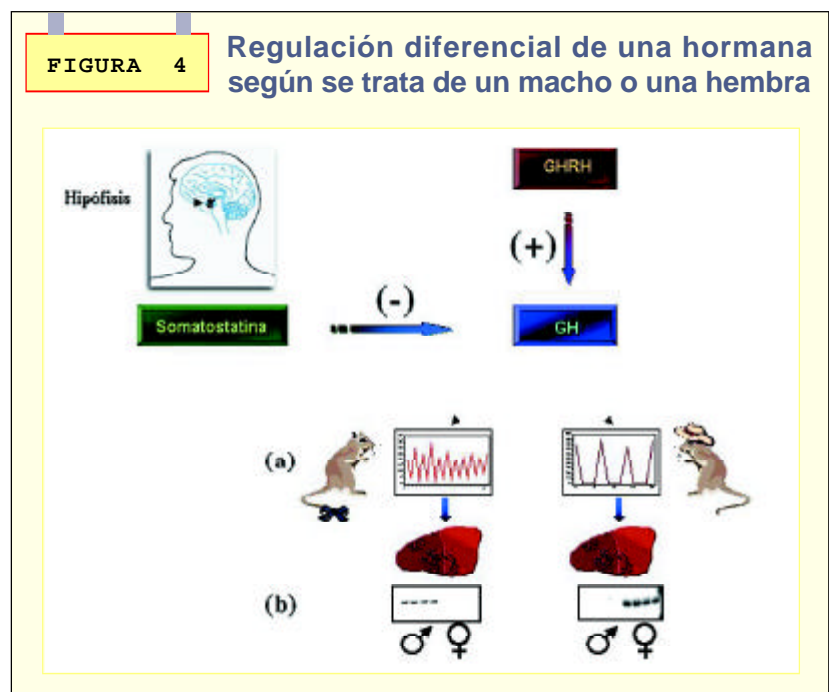 FIGURA 4
Regulación diferencial de una hormana
según se trata de un macho o una hembra
Hipófisis
GHRH
(+)
(-)
Somatostatina
GH
(a)
(b)
♂ ♀
♂ ♀